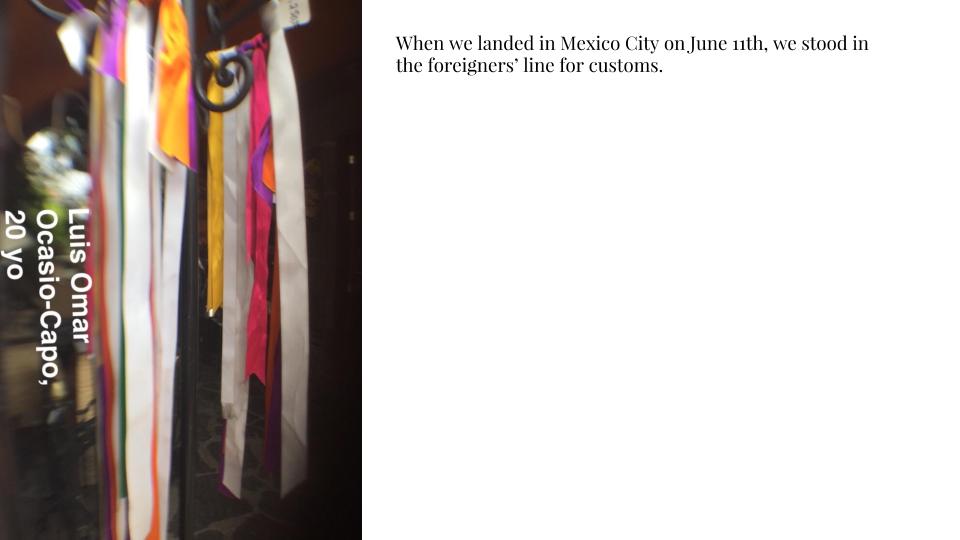 Luis Omar
Ocasio-Capo,
20 yo
When we landed in Mexico City on June 11th, we stood in
the foreigners’ line for customs.